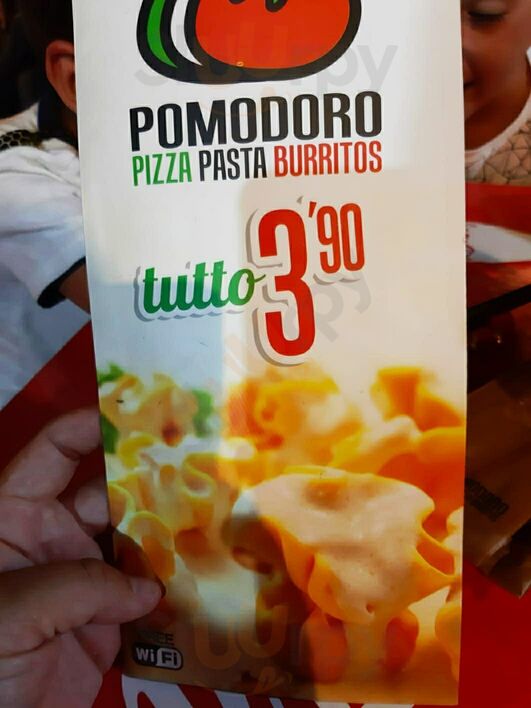 POMODORO
PIZZA PASTA BURRITOS
tutto 3'90
FREE
WiFi